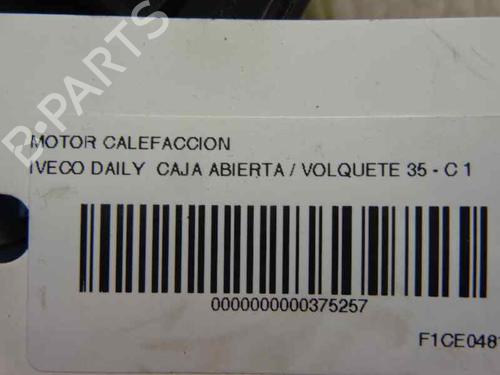 B-PARTS
MOTOR CALEFACCION
IVECO DAILY CAJA ABIERTA / VOLQUETE 35 - C 1
0000000000375257
F1CE0481